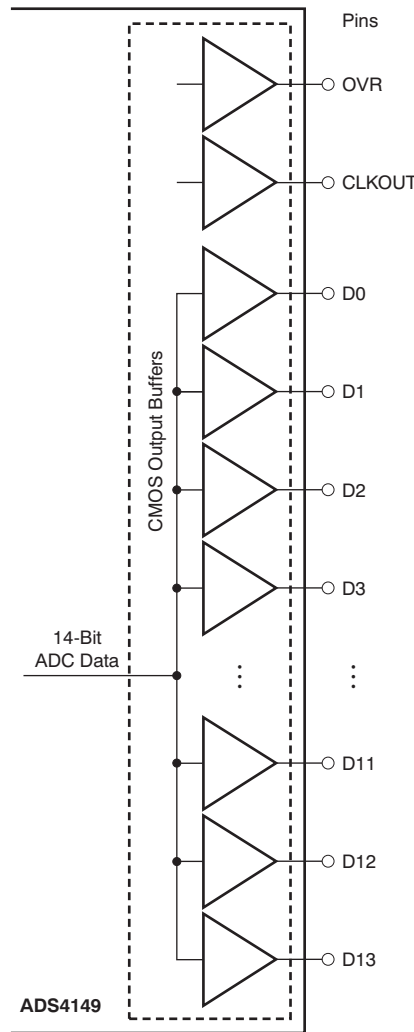 Pins
OVR
CLKOUT
D0
CMOS Output Buffers
D1
D2
D3
14-Bit
ADC Data
⋮
⋮
D11
D12
D13
ADS4149